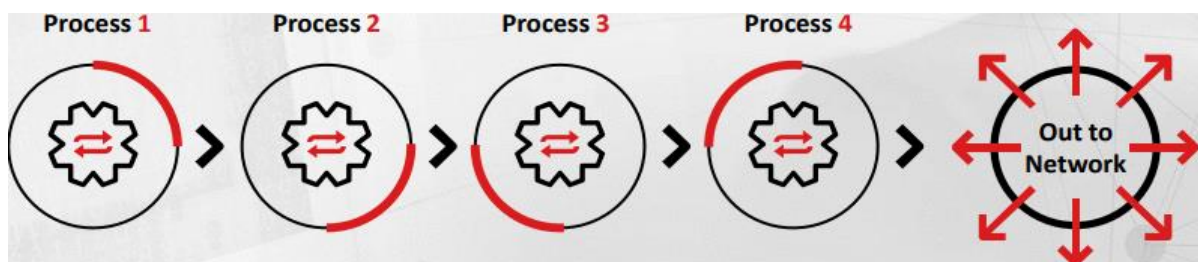 Process 1
Process 2
Process 3
Process 4
Out to
Network